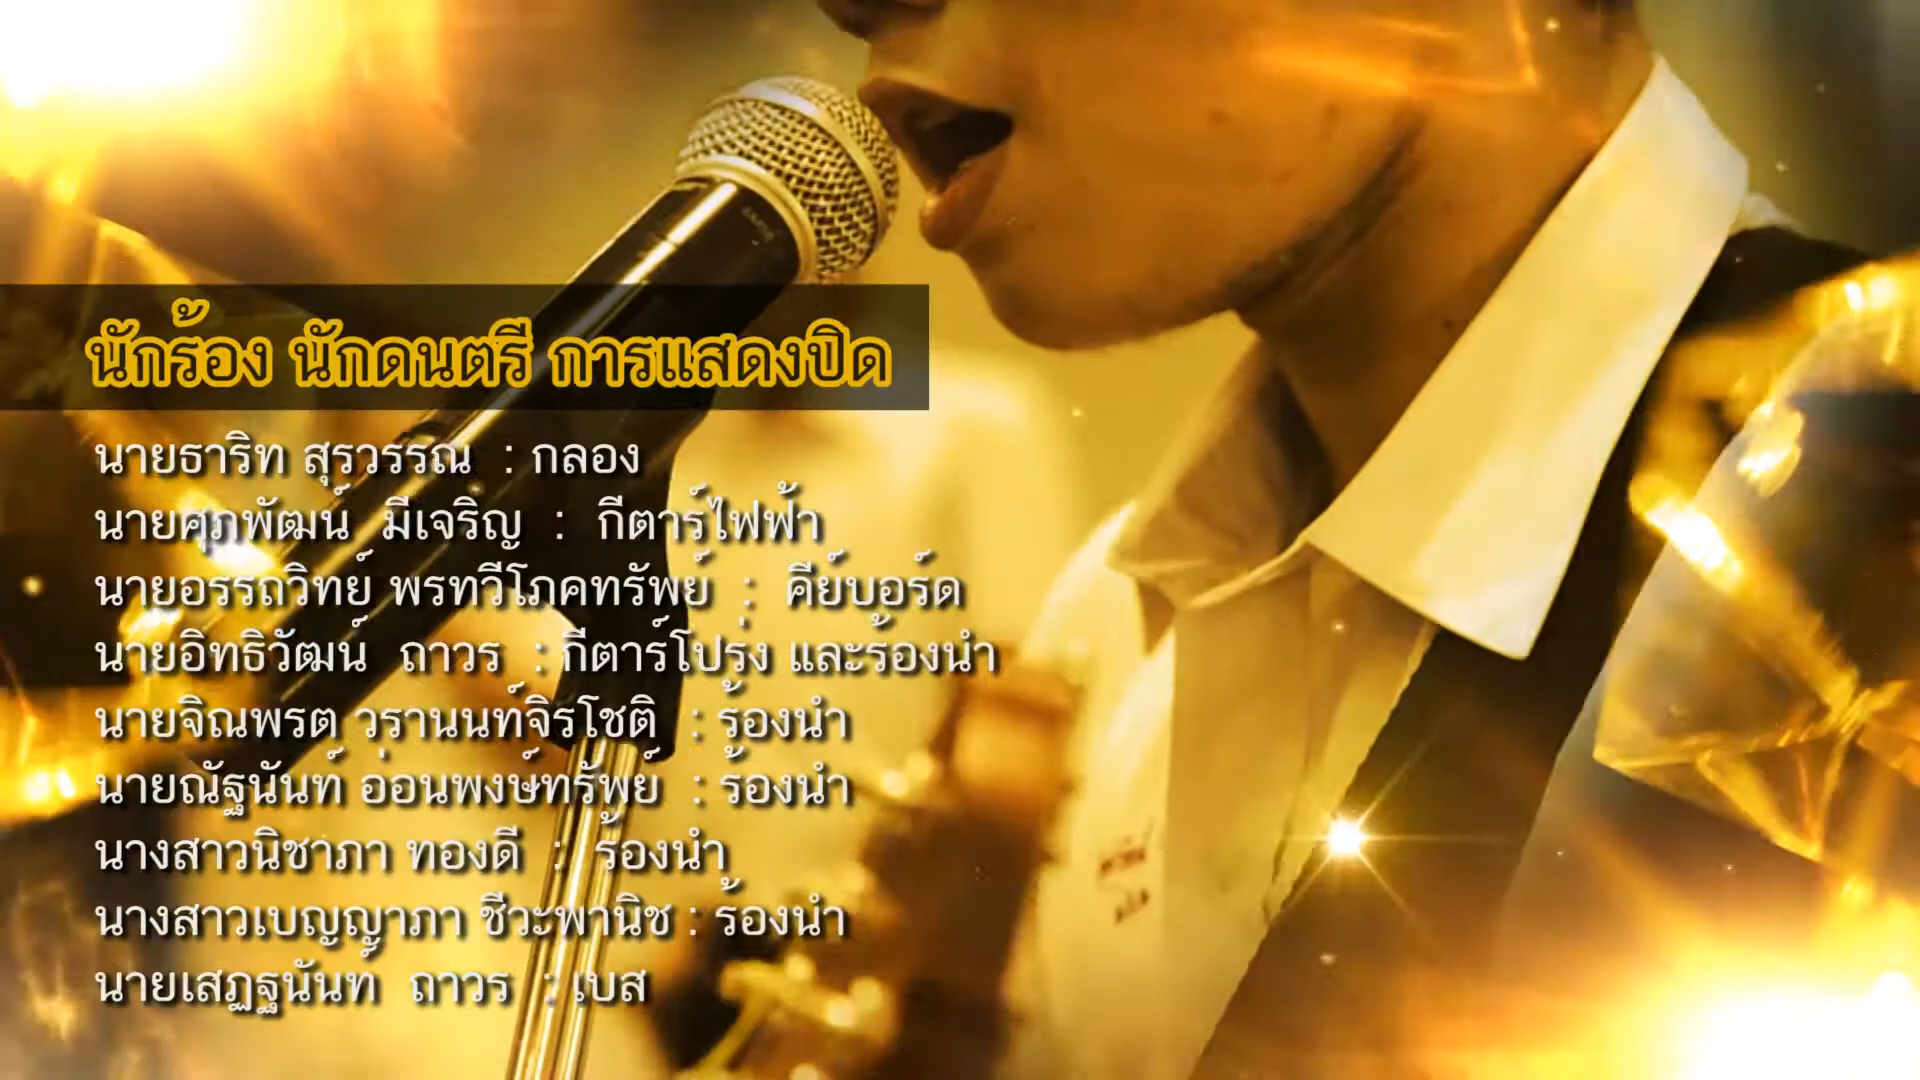 นักร้อง นักดนตรี การแสดงปิด
นายธาริท สุรวรรณ : กลอง
นายศุภพัฒน์ มีเจริญ : กีตาร์ไฟฟ้า
นายอรรถวิทย์ พรทวีโภคทรัพย์ : คีย์บอร์ด
นายอิทธิวัฒน์ ถาวร : กีตาร์โปร่ง และร้องนำ
นายจิณพรต วรานนท์จิรโชติ : ร้องนำ
นายณัฐนันท์ อ่อนพงษ์ทรัพย์ : ร้องนำ
นางสาวนิชาภา ทองดี : ร้องนำ
นางสาวเบญญาภา ชีวะพานิช : ร้องนำ
นายเสฏฐนันท์ ถาวร : เบส